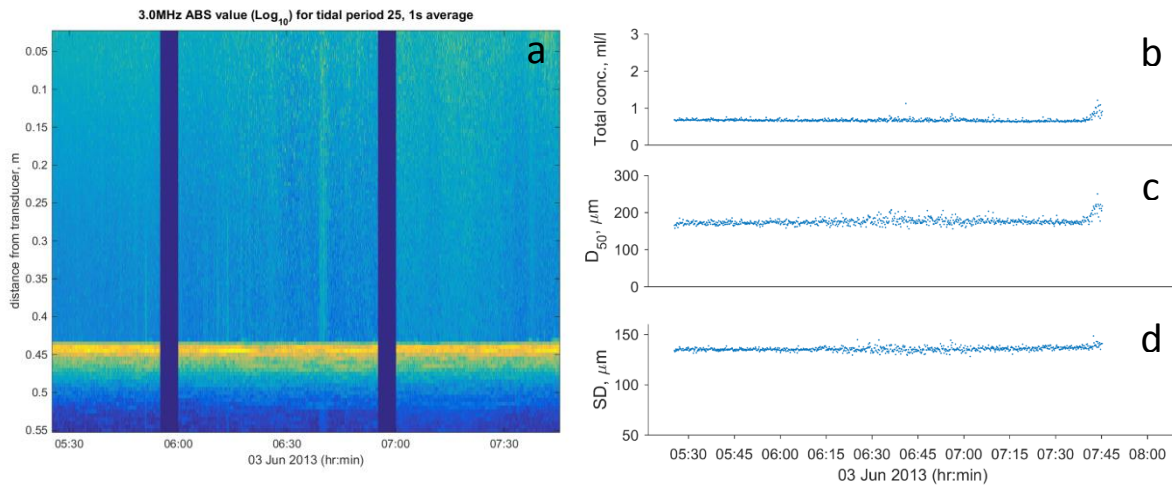 3.0MHz ABS value (Log10) for tidal period 25, 1s average
a
distance from transducer, m
0.05
0.1
0.15
0.2
0.25
0.3
0.35
0.4
0.45
0.5
0.55
05:30 06:00 06:30 07:00 07:30
03 Jun 2013 (hr:min)
b
Total conc., ml/l
3
2
1
0
c
D50, μm
300
200
100
0
d
SD, μm
150
100
50
05:30 05:45 06:00 06:15 06:30 06:45 07:00 07:15 07:30 07:45 08:00
03 Jun 2013 (hr:min)